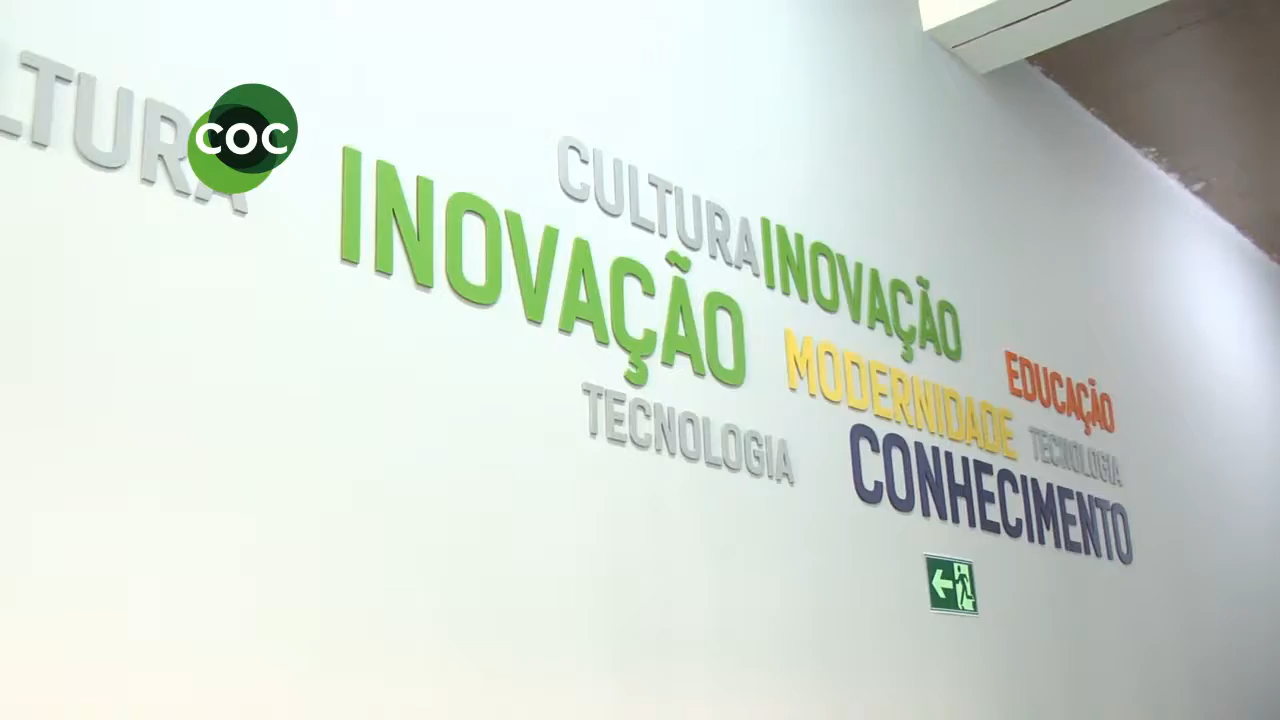 LTURA
COC
CULTURA
INOVAÇÃO
INOVAÇÃO
MODERNIDADE
EDUCAÇÃO
TECNOLOGIA
TECNOLOGIA
CONHECIMENTO